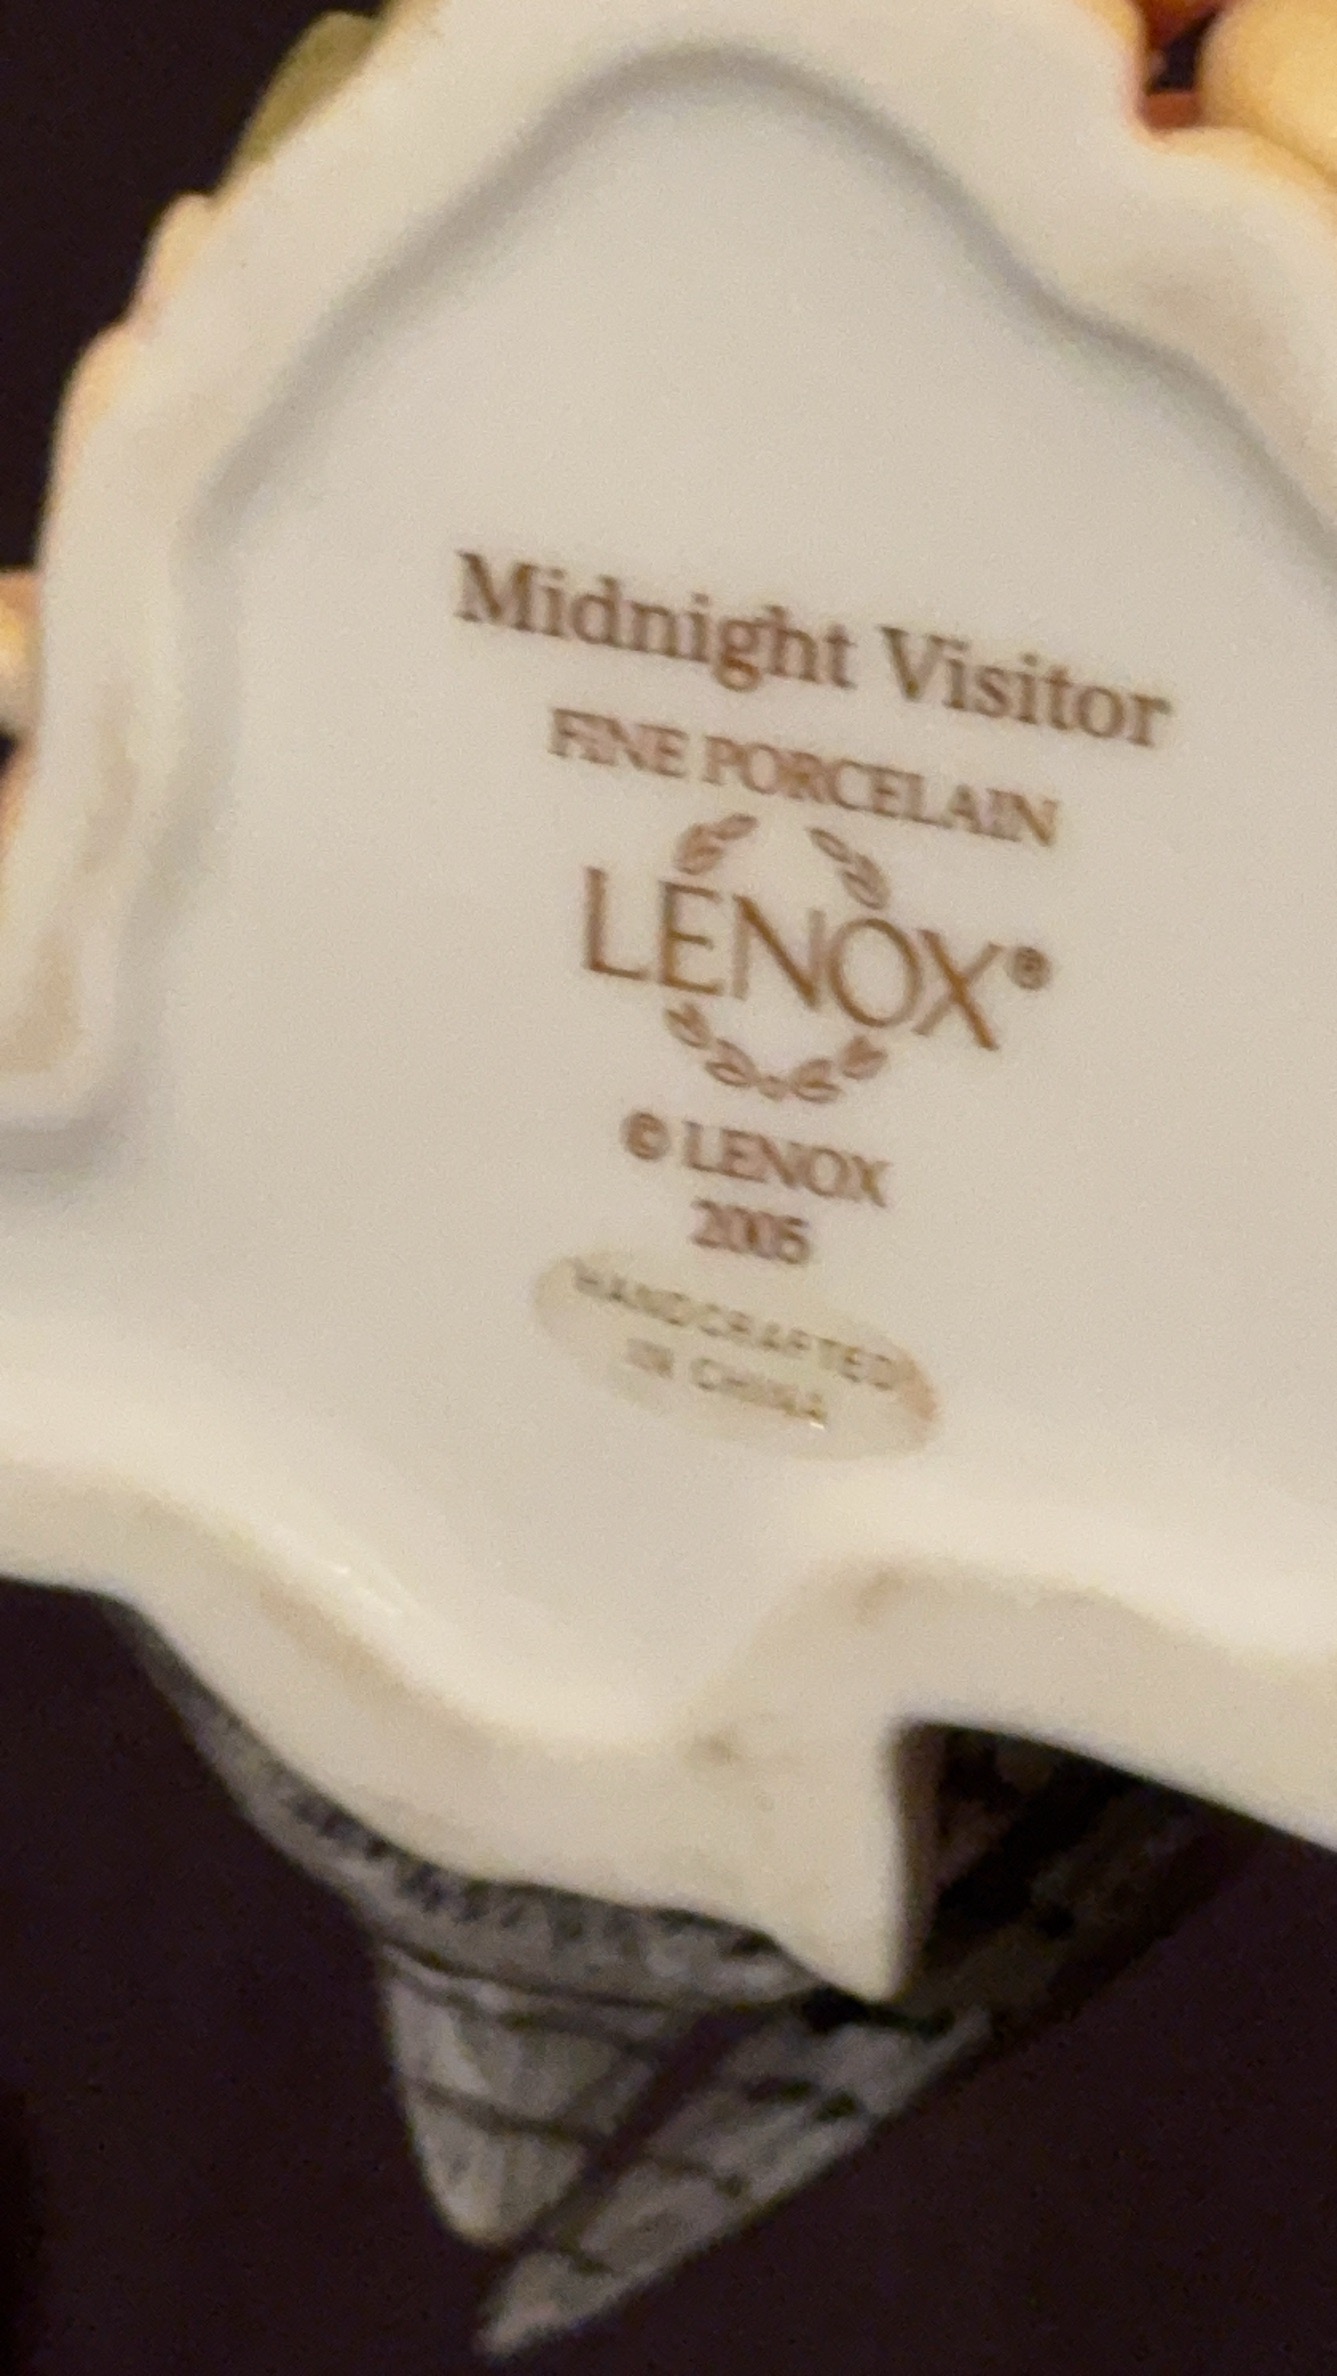 Midnight Visitor
FINE PORCELAIN
LENOX®
© LENOX
2005
HANDCRAFTED
IN CHINA